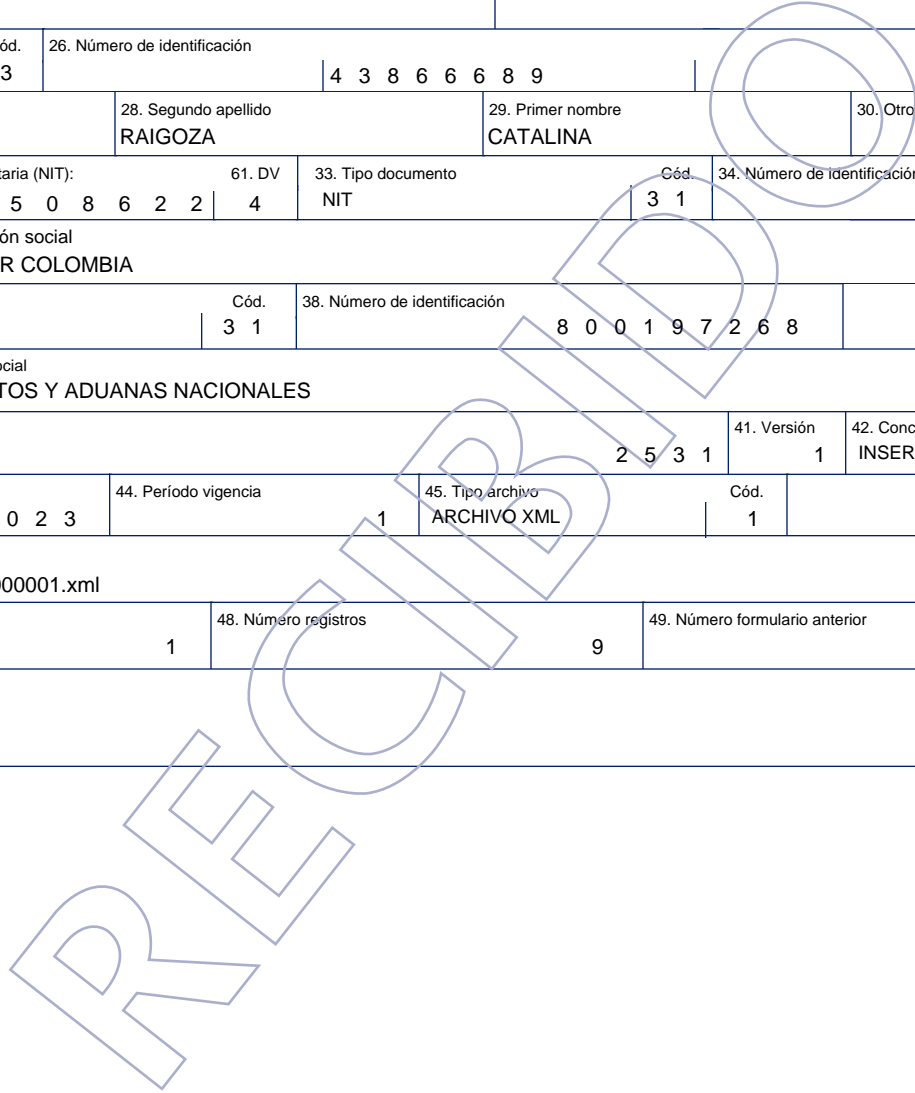 ód. 26. Número de identificación
3 4 3 8 6 6 6 8 9
28. Segundo apellido 29. Primer nombre 30. Otro
RAIGOZA CATALINA
taria (NIT): 61. DV 33. Tipo documento Cód. 34. Número de identificación
5 0 8 6 2 2 4 NIT 3 1
ón social
R COLOMBIA
Cód. 38. Número de identificación
3 1 8 0 0 1 9 7 2 6 8
ocial
TOS Y ADUANAS NACIONALES
41. Versión 42. Conc
2 5 3 1 1 INSER
44. Período vigencia 45. Tipo archivo Cód.
0 2 3 1 ARCHIVO XML 1
000001.xml
48. Número registros 49. Número formulario anterior
1 9
RECIBIDO